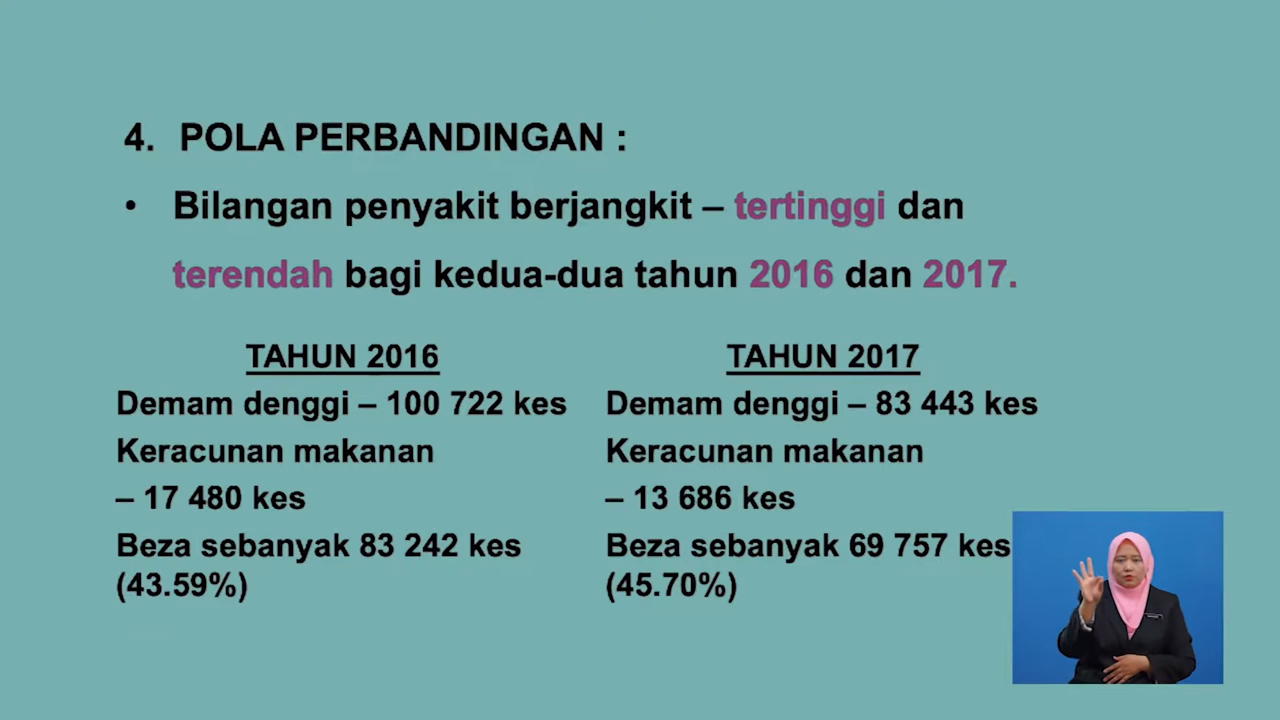 4. POLA PERBANDINGAN :
• Bilangan penyakit berjangkit – tertinggi dan
terendah bagi kedua-dua tahun 2016 dan 2017.
TAHUN 2016
Demam denggi – 100 722 kes
Keracunan makanan
– 17 480 kes
Beza sebanyak 83 242 kes
(43.59%)
TAHUN 2017
Demam denggi – 83 443 kes
Keracunan makanan
– 13 686 kes
Beza sebanyak 69 757 kes
(45.70%)